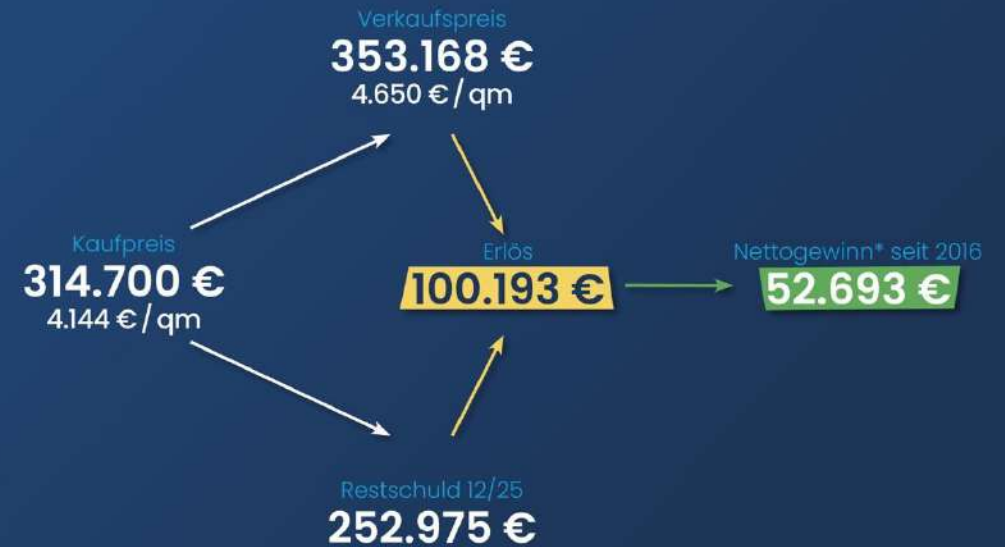 Verkaufspreis
353.168 €
4.650 € / qm
Kaufpreis
314.700 €
4.144 € / qm
Erlös
100.193 €
Nettogewinn* seit 2016
52.693 €
Restschuld 12/25
252.975 €